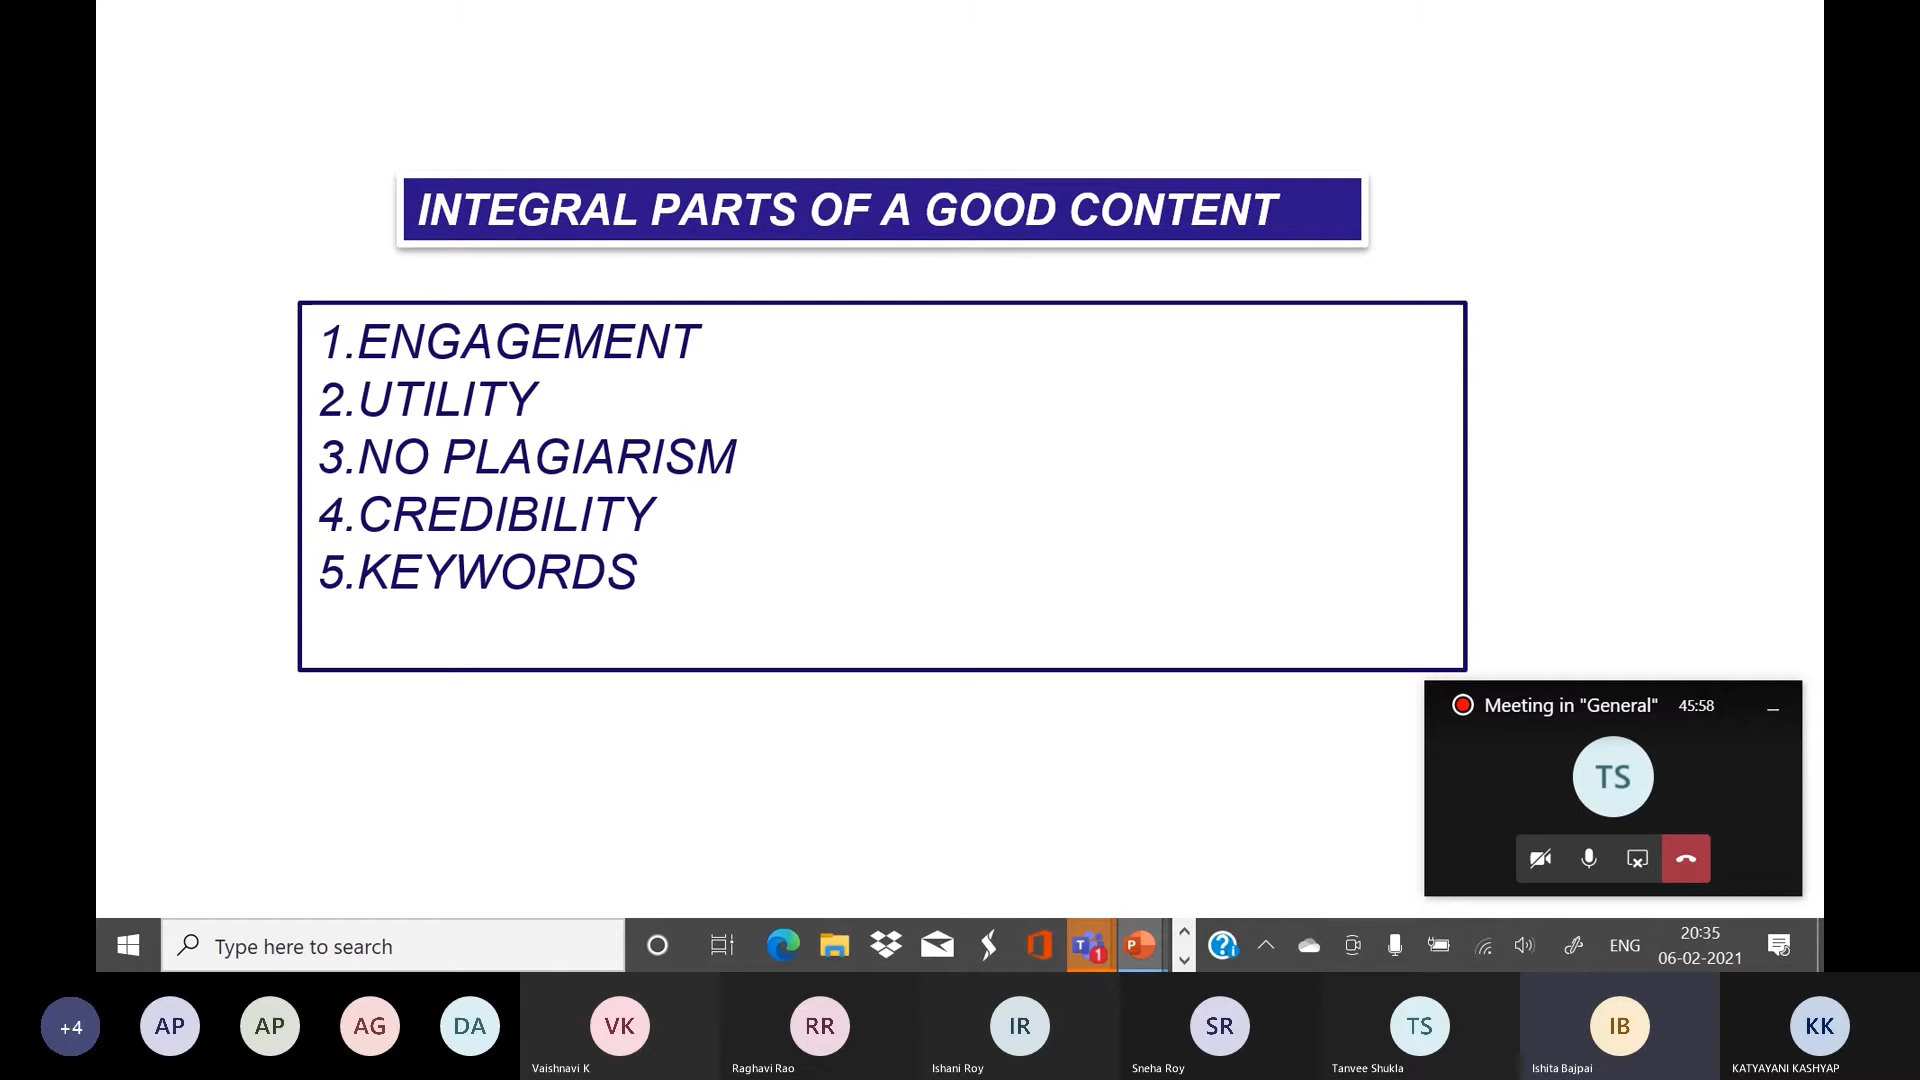 INTEGRAL PARTS OF A GOOD CONTENT
1.ENGAGEMENT
2.UTILITY
3.NO PLAGIARISM
4.CREDIBILITY
5.KEYWORDS
Meeting in "General" 45:58
TS
Type here to search
1
P
ENG
20:35
06-02-2021
+4 AP AP AG DA VK RR IR SR TS IB KK
Vaishnavi K Raghavi Rao Ishani Roy Sneha Roy Tanvee Shukla Ishita Bajpai KATYAYANI KASHYAP